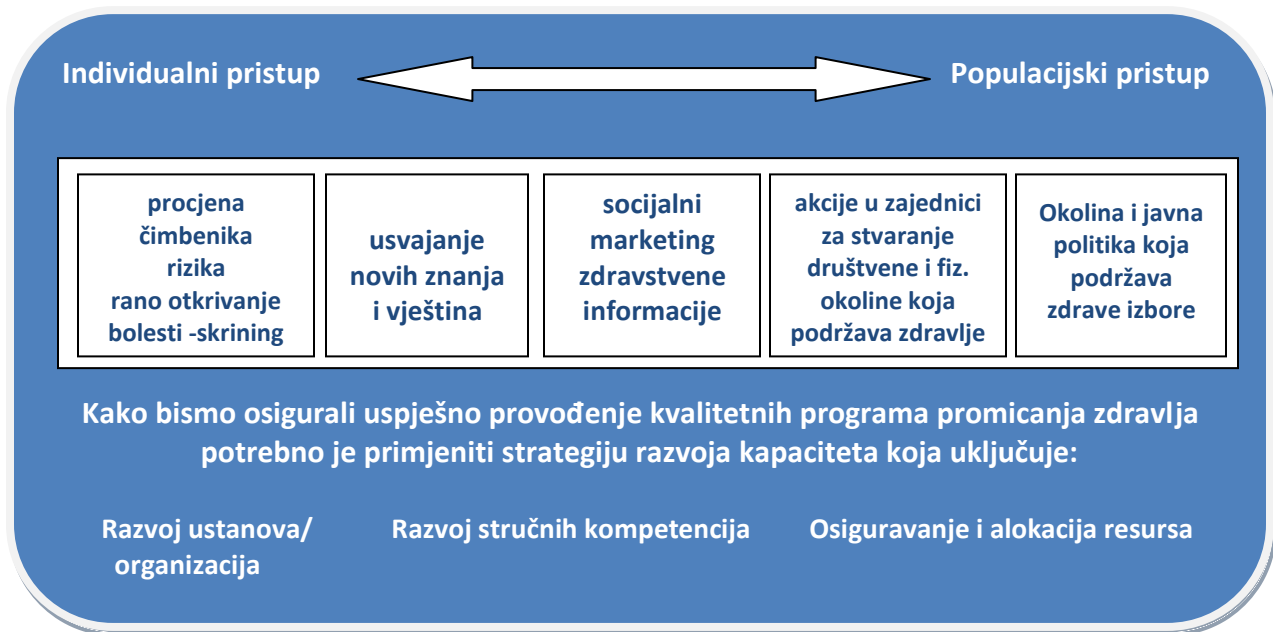 Individualni pristup
Populacijski pristup
procjena
čimbenika
rizika
rano otkrivanje
bolesti -skrining
usvajanje
novih znanja
i vještina
socijalni
marketing
zdravstvene
informacije
akcije u zajednici
za stvaranje
društvene i fiz.
okoline koja
podržava zdravlje
Okolina i javna
politika koja
podržava
zdrave izbore
Kako bismo osigurali uspješno provođenje kvalitetnih programa promicanja zdravlja
potrebno je primjeniti strategiju razvoja kapaciteta koja uključuje:
Razvoj ustanova/
organizacija
Razvoj stručnih kompetencija
Osiguravanje i alokacija resursa